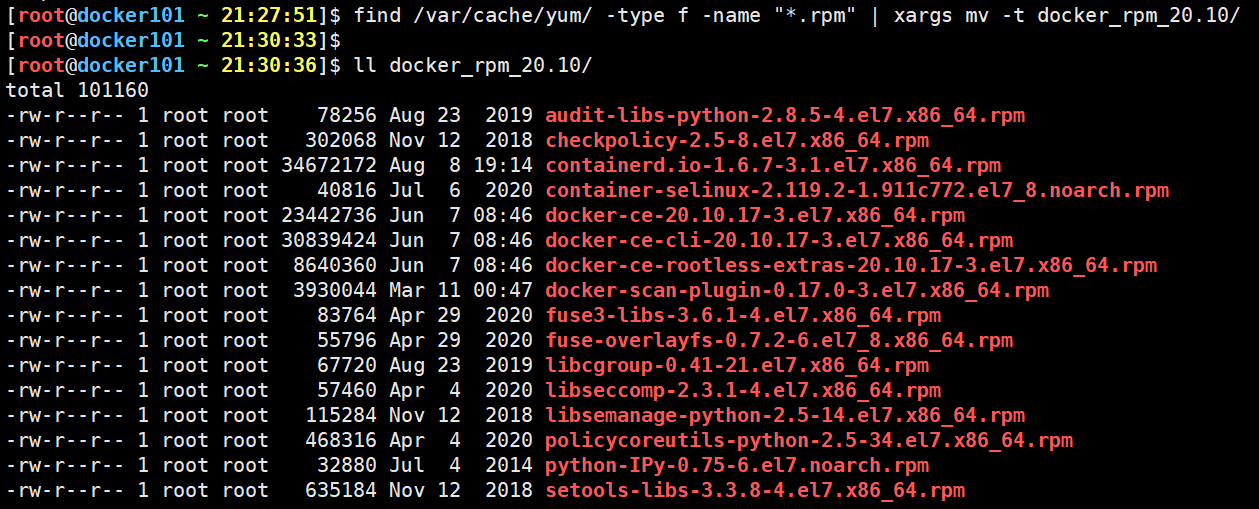 [root@docker101 ~ 21:27:51]$ find /var/cache/yum/ -type f -name "*.rpm" | xargs mv -t docker_rpm_20.10/
[root@docker101 ~ 21:30:33]$
[root@docker101 ~ 21:30:36]$ ll docker_rpm_20.10/
total 101160
-rw-r--r-- 1 root root    78256 Aug 23  2019 audit-libs-python-2.8.5-4.el7.x86_64.rpm
-rw-r--r-- 1 root root   302068 Nov 12  2018 checkpolicy-2.5-8.el7.x86_64.rpm
-rw-r--r-- 1 root root 34672172 Aug  8 19:14 containerd.io-1.6.7-3.1.el7.x86_64.rpm
-rw-r--r-- 1 root root    40816 Jul  6  2020 container-selinux-2.119.2-1.911c772.el7_8.noarch.rpm
-rw-r--r-- 1 root root 23442736 Jun  7 08:46 docker-ce-20.10.17-3.el7.x86_64.rpm
-rw-r--r-- 1 root root 30839424 Jun  7 08:46 docker-ce-cli-20.10.17-3.el7.x86_64.rpm
-rw-r--r-- 1 root root  8640360 Jun  7 08:46 docker-ce-rootless-extras-20.10.17-3.el7.x86_64.rpm
-rw-r--r-- 1 root root  3930044 Mar 11 00:47 docker-scan-plugin-0.17.0-3.el7.x86_64.rpm
-rw-r--r-- 1 root root    83764 Apr 29  2020 fuse3-libs-3.6.1-4.el7.x86_64.rpm
-rw-r--r-- 1 root root    55796 Apr 29  2020 fuse-overlayfs-0.7.2-6.el7_8.x86_64.rpm
-rw-r--r-- 1 root root    67720 Aug 23  2019 libcgroup-0.41-21.el7.x86_64.rpm
-rw-r--r-- 1 root root    57460 Apr  4  2020 libseccomp-2.3.1-4.el7.x86_64.rpm
-rw-r--r-- 1 root root   115284 Nov 12  2018 libsemanage-python-2.5-14.el7.x86_64.rpm
-rw-r--r-- 1 root root   468316 Apr  4  2020 policycoreutils-python-2.5-34.el7.x86_64.rpm
-rw-r--r-- 1 root root    32880 Jul  4  2014 python-IPy-0.75-6.el7.noarch.rpm
-rw-r--r-- 1 root root   635184 Nov 12  2018 setools-libs-3.3.8-4.el7.x86_64.rpm